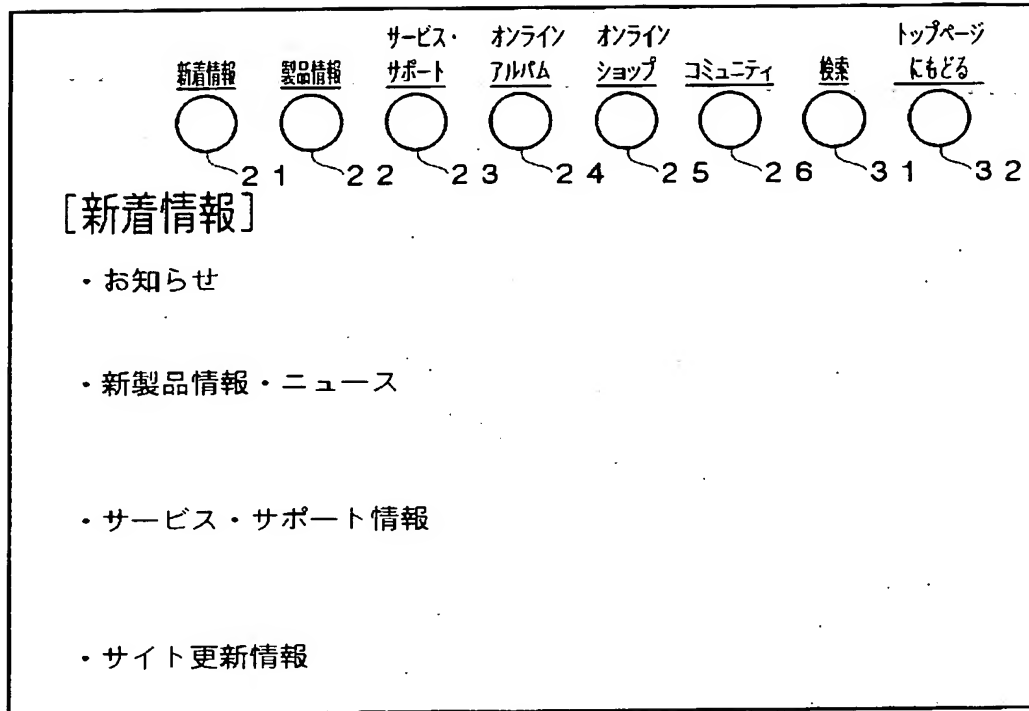 サービス・ オンライン オンライン トップページ
新着情報 製品情報 サポート アルバム ショップ コミュニティ 検索 にもどる
21 22 23 24 25 26 31 32
[新着情報]
・お知らせ
・新製品情報・ニュース
・サービス・サポート情報
・サイト更新情報